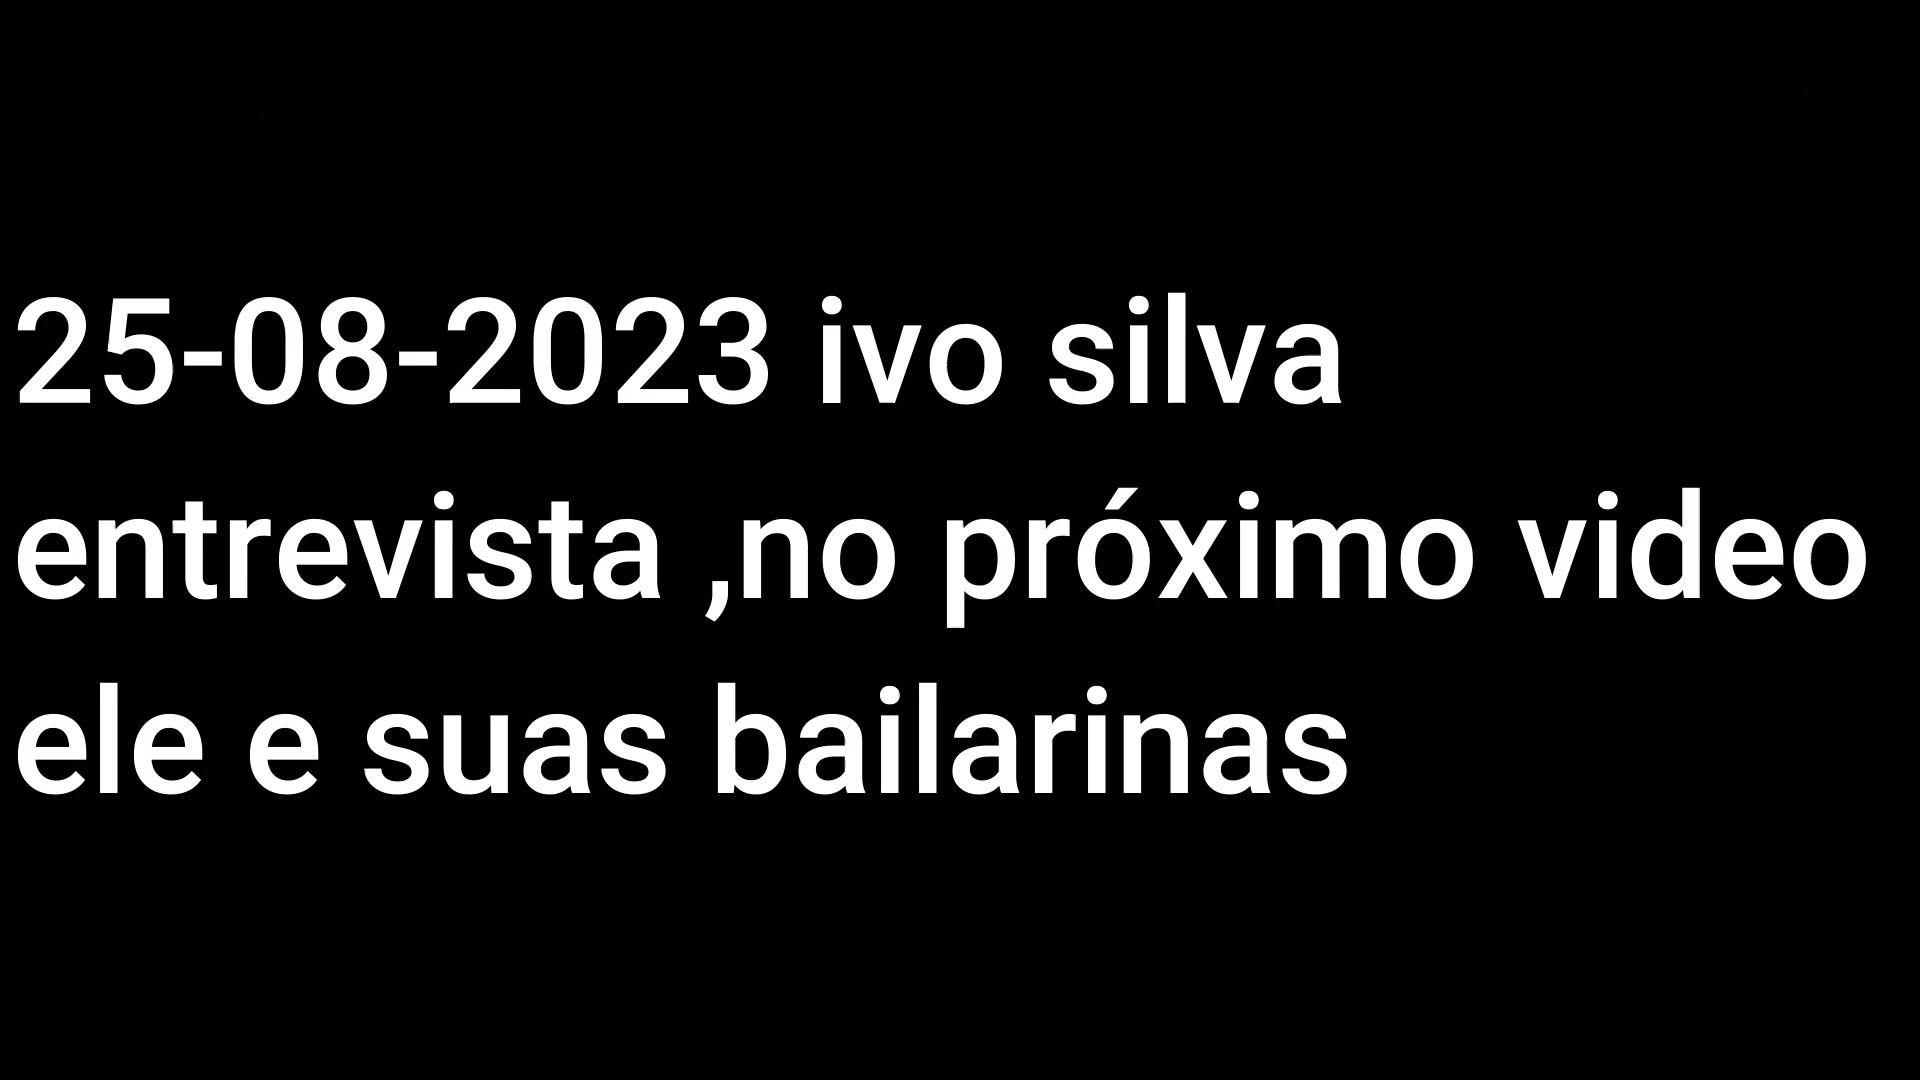 25-08-2023 ivo silva
entrevista ,no próximo video
ele e suas bailarinas